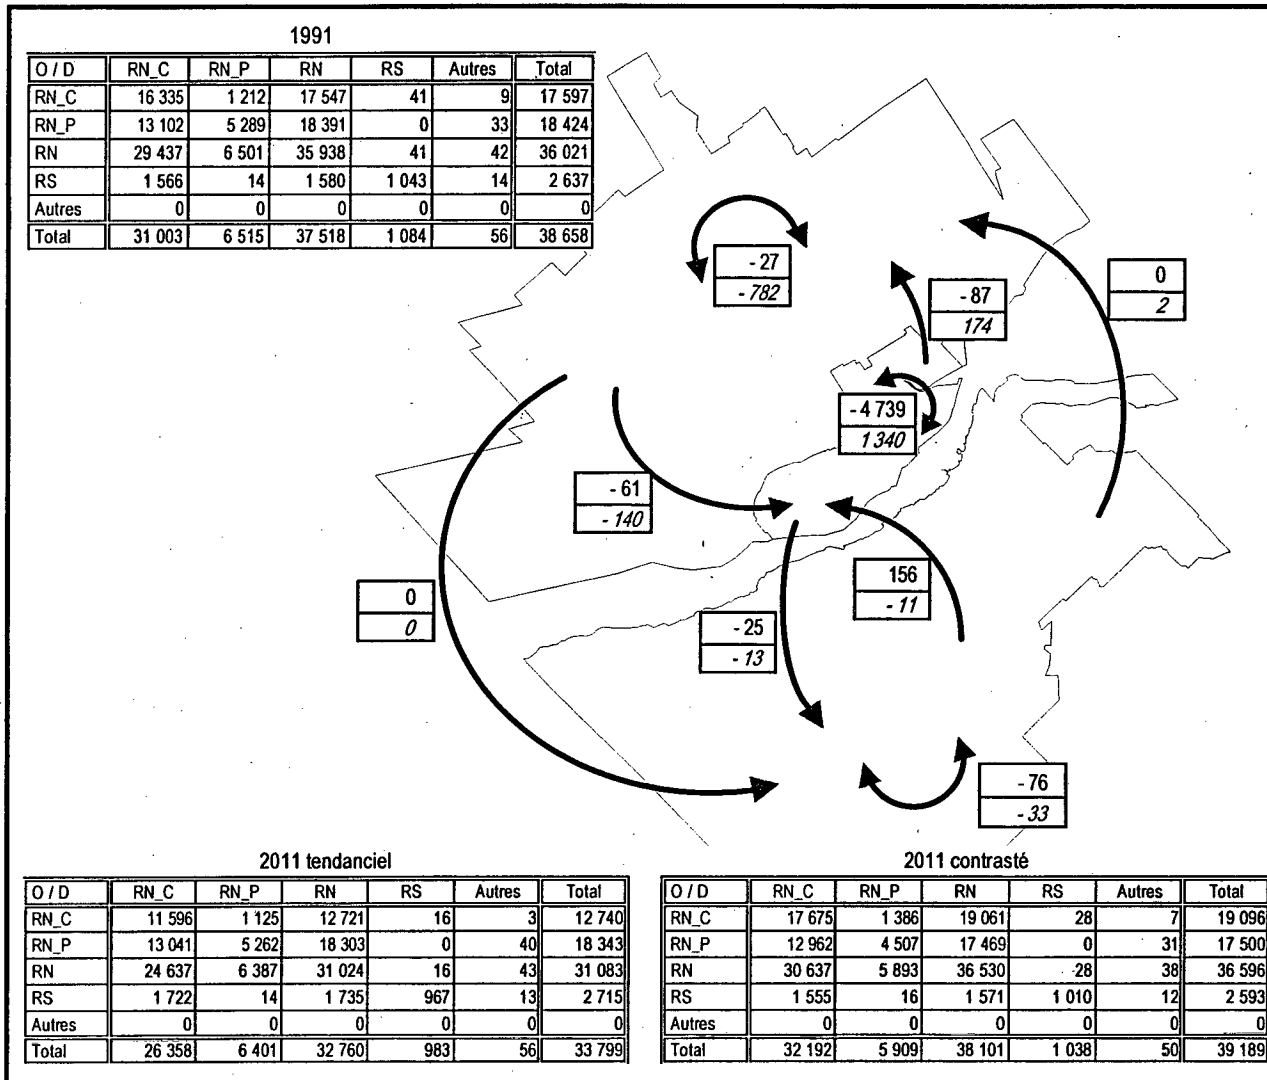 1991
O / D RN_C RN_P RN RS Autres Total
RN_C 16 335 1 212 17 547 41 9 17 597
RN_P 13 102 5 289 18 391 0 33 18 424
RN 29 437 6 501 35 938 41 42 36 021
RS 1 566 14 1 580 1 043 14 2 637
Autres 0 0 0 0 0 0
Total 31 003 6 515 37 518 1 084 56 38 658
- 27
- 782
0
2
- 87
174
- 4 739
1 340
- 61
- 140
156
- 11
0
0
- 25
- 13
- 76
- 33
2011 tendanciel
O / D RN_C RN_P RN RS Autres Total
RN_C 11 596 1 125 12 721 16 3 12 740
RN_P 13 041 5 262 18 303 0 40 18 343
RN 24 637 6 387 31 024 16 43 31 083
RS 1 722 14 1 735 967 13 2 715
Autres 0 0 0 0 0 0
Total 26 358 6 401 32 760 983 56 33 799
2011 contrasté
O / D RN_C RN_P RN RS Autres Total
RN_C 17 675 1 386 19 061 28 7 19 096
RN_P 12 962 4 507 17 469 0 31 17 500
RN 30 637 5 893 36 530 28 38 36 596
RS 1 555 16 1 571 1 010 12 2 593
Autres 0 0 0 0 0 0
Total 32 192 5 909 38 101 1 038 50 39 189